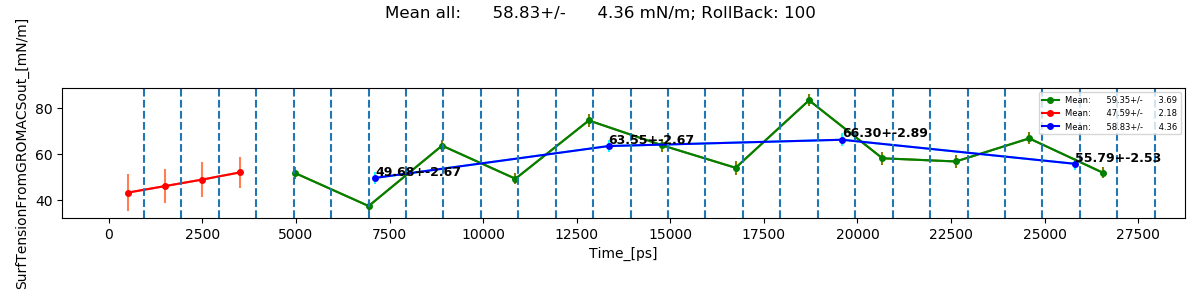 Mean all:      58.83+/-      4.36 mN/m; RollBack: 100
SurfTensionFromGROMACSout_[mN/m]
80
60
40
Mean:      59.35+/-      3.69
Mean:      47.59+/-      2.18
Mean:      58.83+/-      4.36
49.68+-2.67
63.55+-2.67
66.30+-2.89
55.79+-2.53
0 2500 5000 7500 10000 12500 15000 17500 20000 22500 25000 27500
Time_[ps]